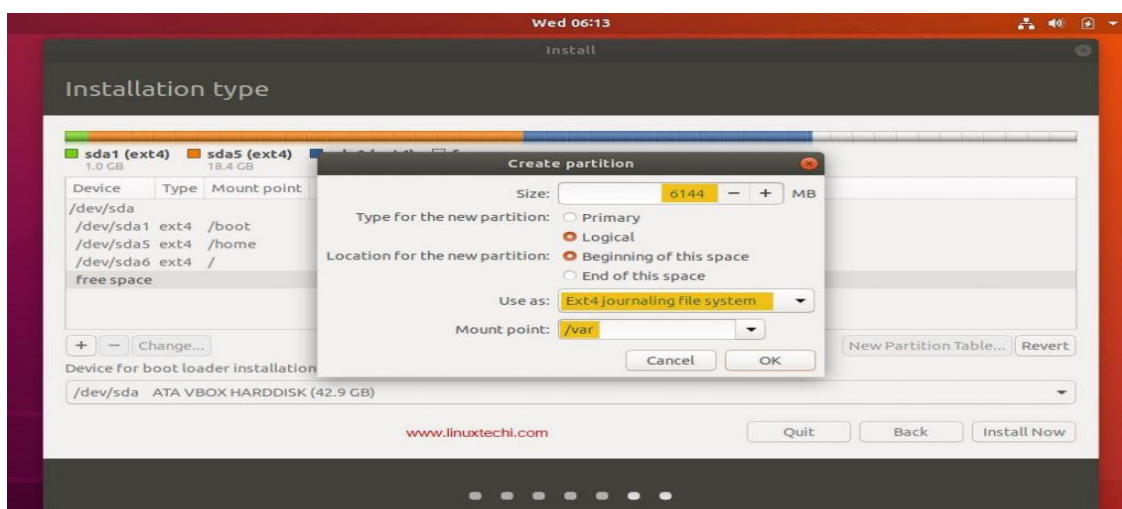 Wed 06:13
Install
Installation type
sda1 (ext4) sda5 (ext4)
1.0 GB 18.4 GB
Create partition
Size: 6144 MB
Type for the new partition: Primary
Logical
Location for the new partition: Beginning of this space
End of this space
Use as: Ext4 journaling file system
Mount point: /var
Cancel OK
Device Type Mount point
/dev/sda
/dev/sda1 ext4 /boot
/dev/sda5 ext4 /home
/dev/sda6 ext4 /
free space
+ - Change... New Partition Table... Revert
Device for boot loader installation
/dev/sda ATA VBOX HARDDISK (42.9 GB)
www.linuxtechi.com
Quit Back Install Now